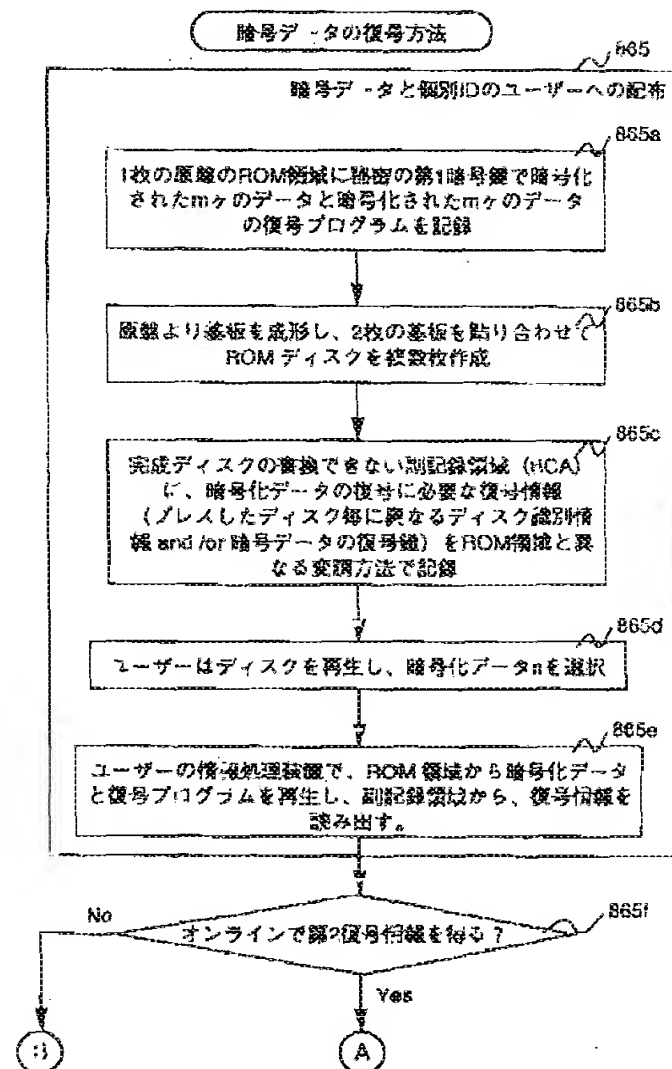 暗号データの復号方法
865
暗号データと個別IDのユーザーへの配布
865a
1枚の原盤のROM領域に秘密の第1暗号鍵で暗号化
されたmヶのデータと暗号化されたmヶのデータ
の復号プログラムを記録
865b
原盤より基板を成形し、2枚の基板を貼り合わせて
ROM ディスクを複数枚作成
865c
完成ディスクの書換できない副記録領域（BCA）
に、暗号化データの復号に必要な復号情報
（プレスしたディスク毎に異なるディスク識別情
報 and /or 暗号データの復号鍵）をROM領域と異
なる変調方法で記録
865d
ユーザーはディスクを再生し、暗号化データnを選択
865e
ユーザーの情報処理装置で、ROM 領域から暗号化データ
と復号プログラムを再生し、副記録領域から、復号情報を
読み出す。
865f
オンラインで第2復号情報を得る？
No
Yes
B
A